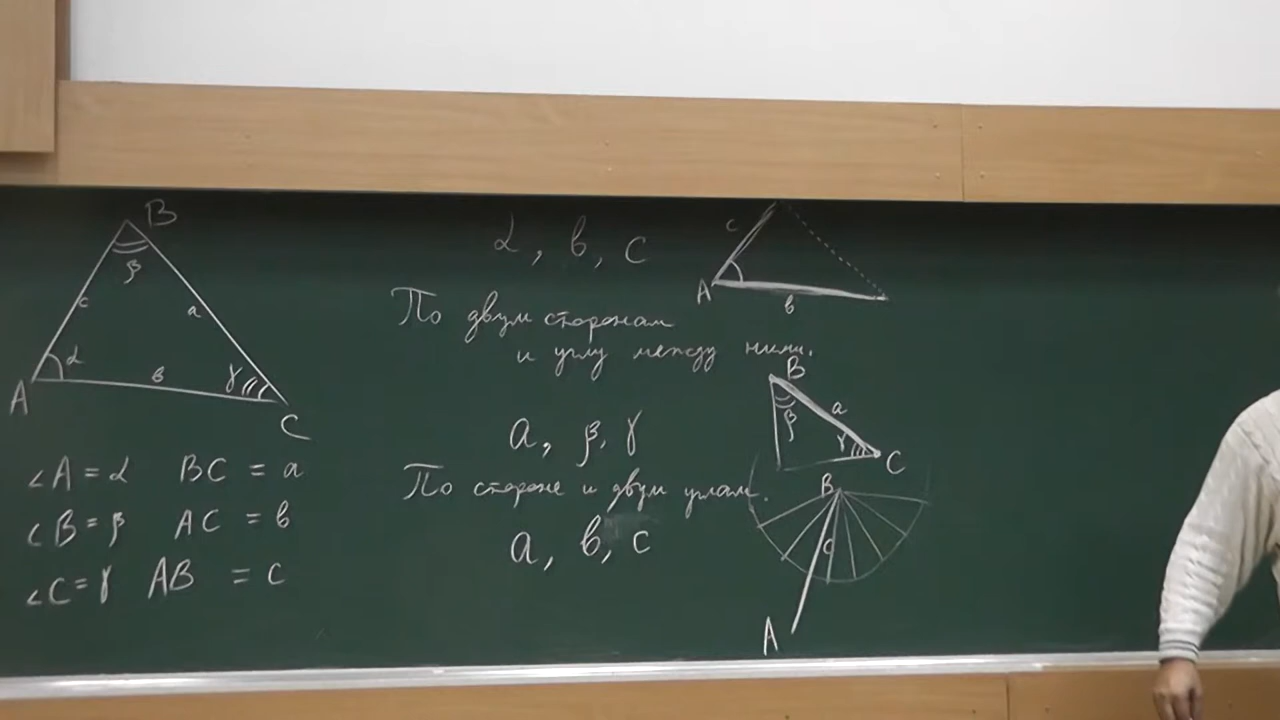 B
β
c
a
α
в
γ
A
C
∠A = α BC = a
∠B = β AC = в
∠C = γ AB = c
α, в, c
По двум сторонам
и углу между ними.
a, β, γ
По стороне и двум углам.
a, в, c
c
A
в
B
β
a
γ
C
B
c
A